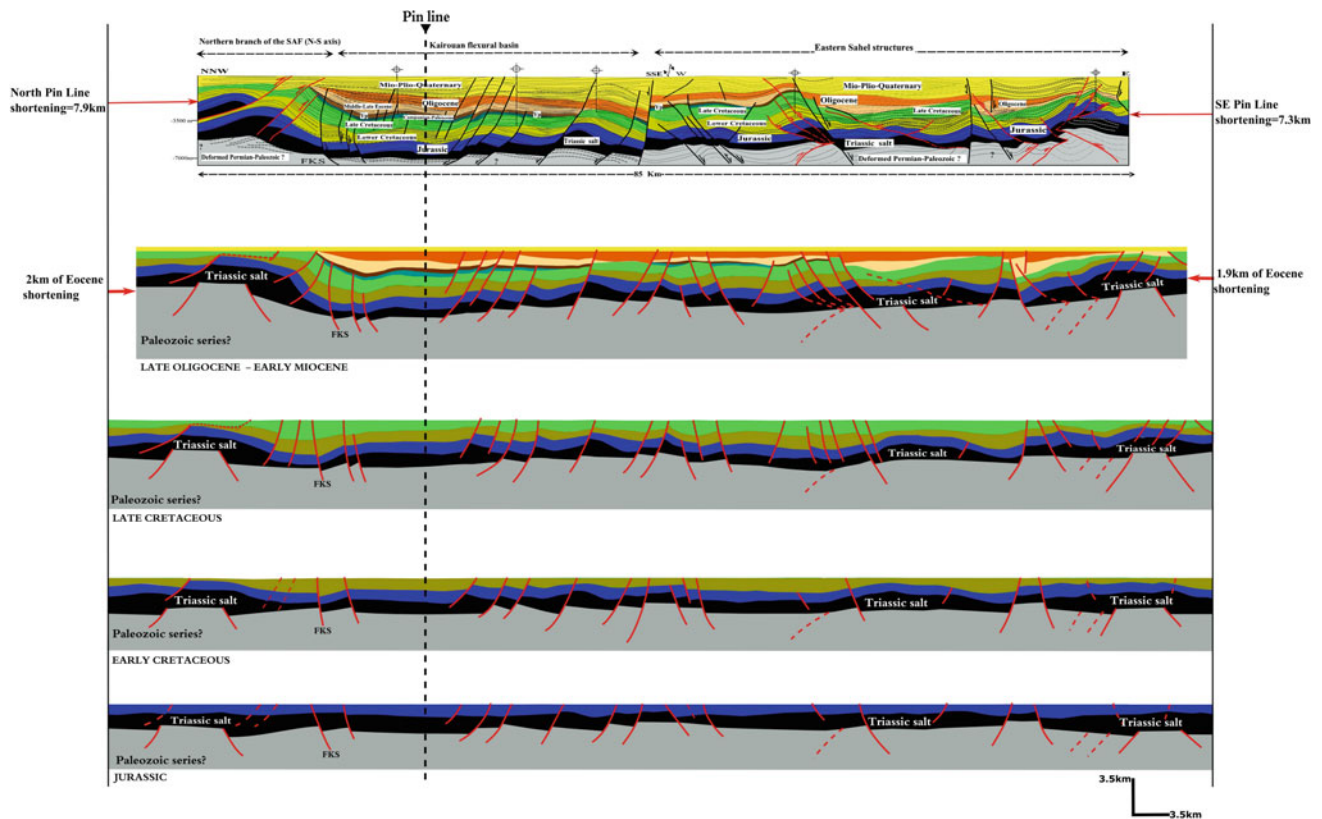 Pin line
Northern branch of the SAF (N-S axis)
Kairouan flexural basin
Eastern Sahel structures
NNW
SSE
W
E
North Pin Line
shortening=7.9km
SE Pin Line
shortening=7.3km
Mio-Plio-Quaternary
Mio-Plio-Quaternary
Oligocene
Oligocene
Oligocene
Middle-Late Eocene
Late Cretaceous
Late Cretaceous
Late Cretaceous
Lower Cretaceous
Lower Cretaceous
Jurassic
Jurassic
Jurassic
Triassic salt
Triassic salt
?
Deformed Permian-Paleozoic ?
FKS
?
Deformed Permian-Paleozoic ?
?
85 Km
2km of Eocene
shortening
1.9km of Eocene
shortening
Triassic salt
Triassic salt
Triassic salt
FKS
Paleozoic series?
LATE OLIGOCENE – EARLY MIOCENE
Triassic salt
Triassic salt
Triassic salt
FKS
Paleozoic series?
LATE CRETACEOUS
Triassic salt
Triassic salt
Triassic salt
FKS
Paleozoic series?
EARLY CRETACEOUS
Triassic salt
Triassic salt
Triassic salt
FKS
Paleozoic series?
JURASSIC
3.5km
3.5km